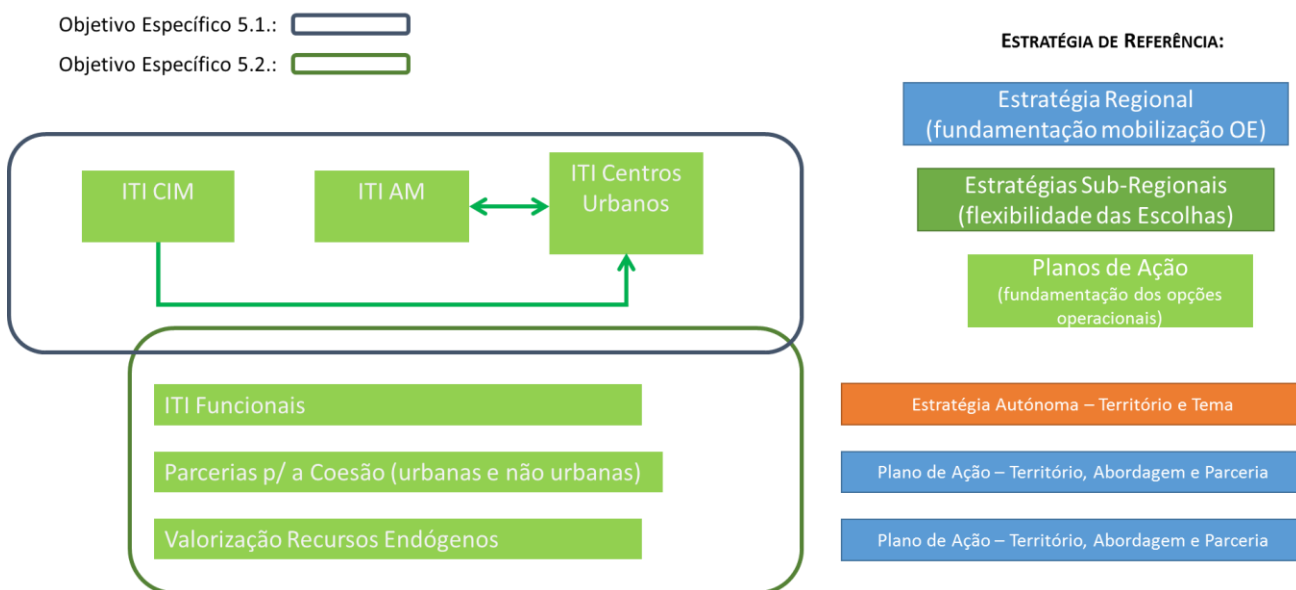 Objetivo Específico 5.1.:
Objetivo Específico 5.2.:
ESTRATÉGIA DE REFERÊNCIA:
Estratégia Regional
(fundamentação mobilização OE)
ITI CIM
ITI AM
ITI Centros
Urbanos
Estratégias Sub-Regionais
(flexibilidade das Escolhas)
Planos de Ação
(fundamentação dos opções
operacionais)
ITI Funcionais
Estratégia Autónoma – Território e Tema
Parcerias p/ a Coesão (urbanas e não urbanas)
Plano de Ação – Território, Abordagem e Parceria
Valorização Recursos Endógenos
Plano de Ação – Território, Abordagem e Parceria